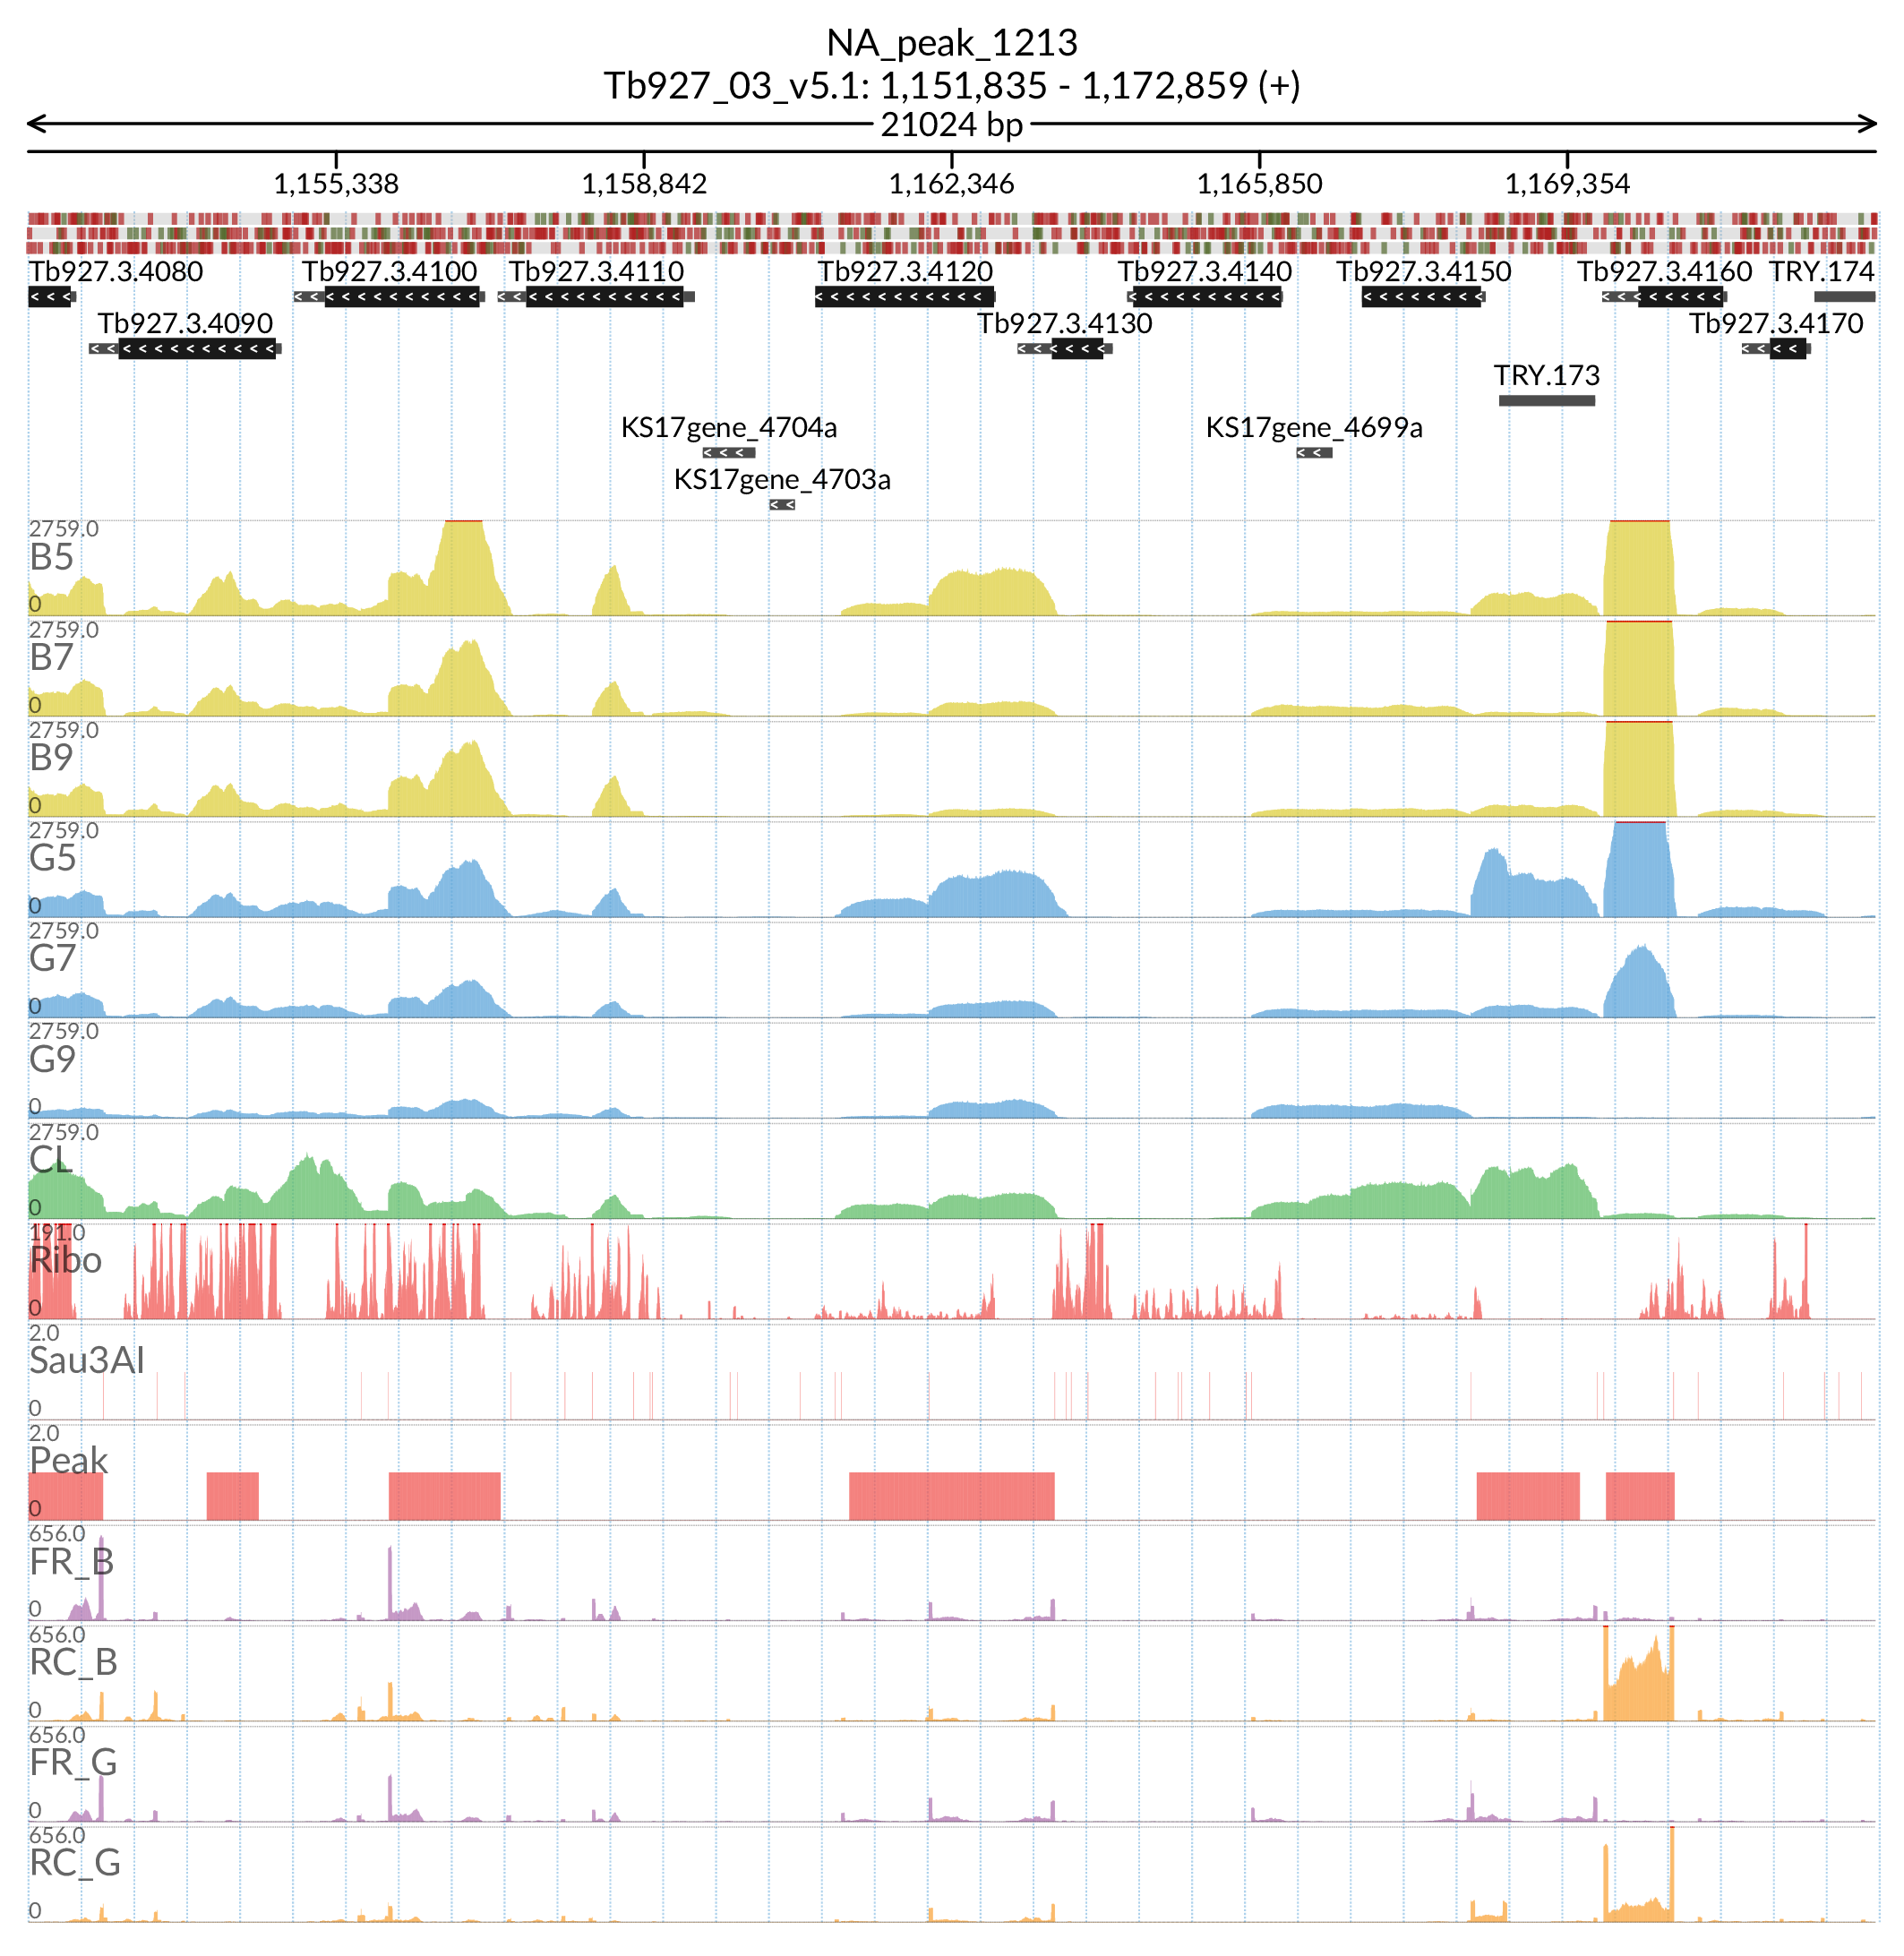 NA_peak_1213
Tb927_03_v5.1: 1,151,835 - 1,172,859 (+)
21024 bp
1,155,338 1,158,842 1,162,346 1,165,850 1,169,354
Tb927.3.4080 Tb927.3.4100 Tb927.3.4110 Tb927.3.4120 Tb927.3.4140 Tb927.3.4150 Tb927.3.4160 TRY.174
Tb927.3.4090 Tb927.3.4130 Tb927.3.4170
TRY.173
KS17gene_4704a KS17gene_4699a
KS17gene_4703a
2759.0
B5
0
2759.0
B7
0
2759.0
B9
0
2759.0
G5
0
2759.0
G7
0
2759.0
G9
0
2759.0
CL
0
191.0
Ribo
0
2.0
Sau3AI
0
2.0
Peak
0
656.0
FR_B
0
656.0
RC_B
0
656.0
FR_G
0
656.0
RC_G
0